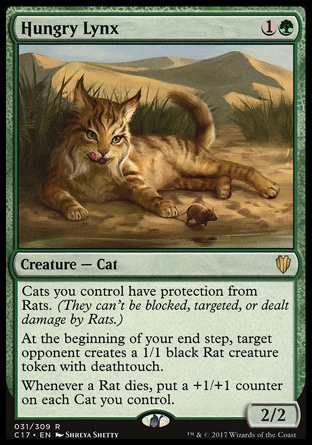 Hungry Lynx 1
Creature — Cat
Cats you control have protection from
Rats. (They can't be blocked, targeted, or dealt
damage by Rats.)
At the beginning of your end step, target
opponent creates a 1/1 black Rat creature
token with deathtouch.
Whenever a Rat dies, put a +1/+1 counter
on each Cat you control.
2/2
031/309 R
C17 • EN Shreya Shetty
™ & © 2017 Wizards of the Coast